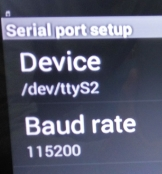 Serial port setup
Device
/dev/ttyS2
Baud rate
115200